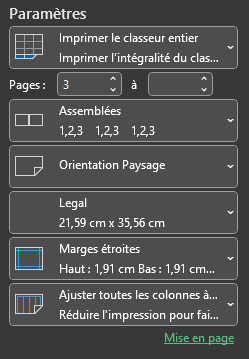 Paramètres
Imprimer le classeur entier
Imprimer l'intégralité du clas...
Pages : 3 à
Assemblées
1,2,3 1,2,3 1,2,3
Orientation Paysage
Legal
21,59 cm x 35,56 cm
Marges étroites
Haut : 1,91 cm Bas : 1,91 cm...
Ajuster toutes les colonnes à...
Réduire l'impression pour fai...
Mise en page